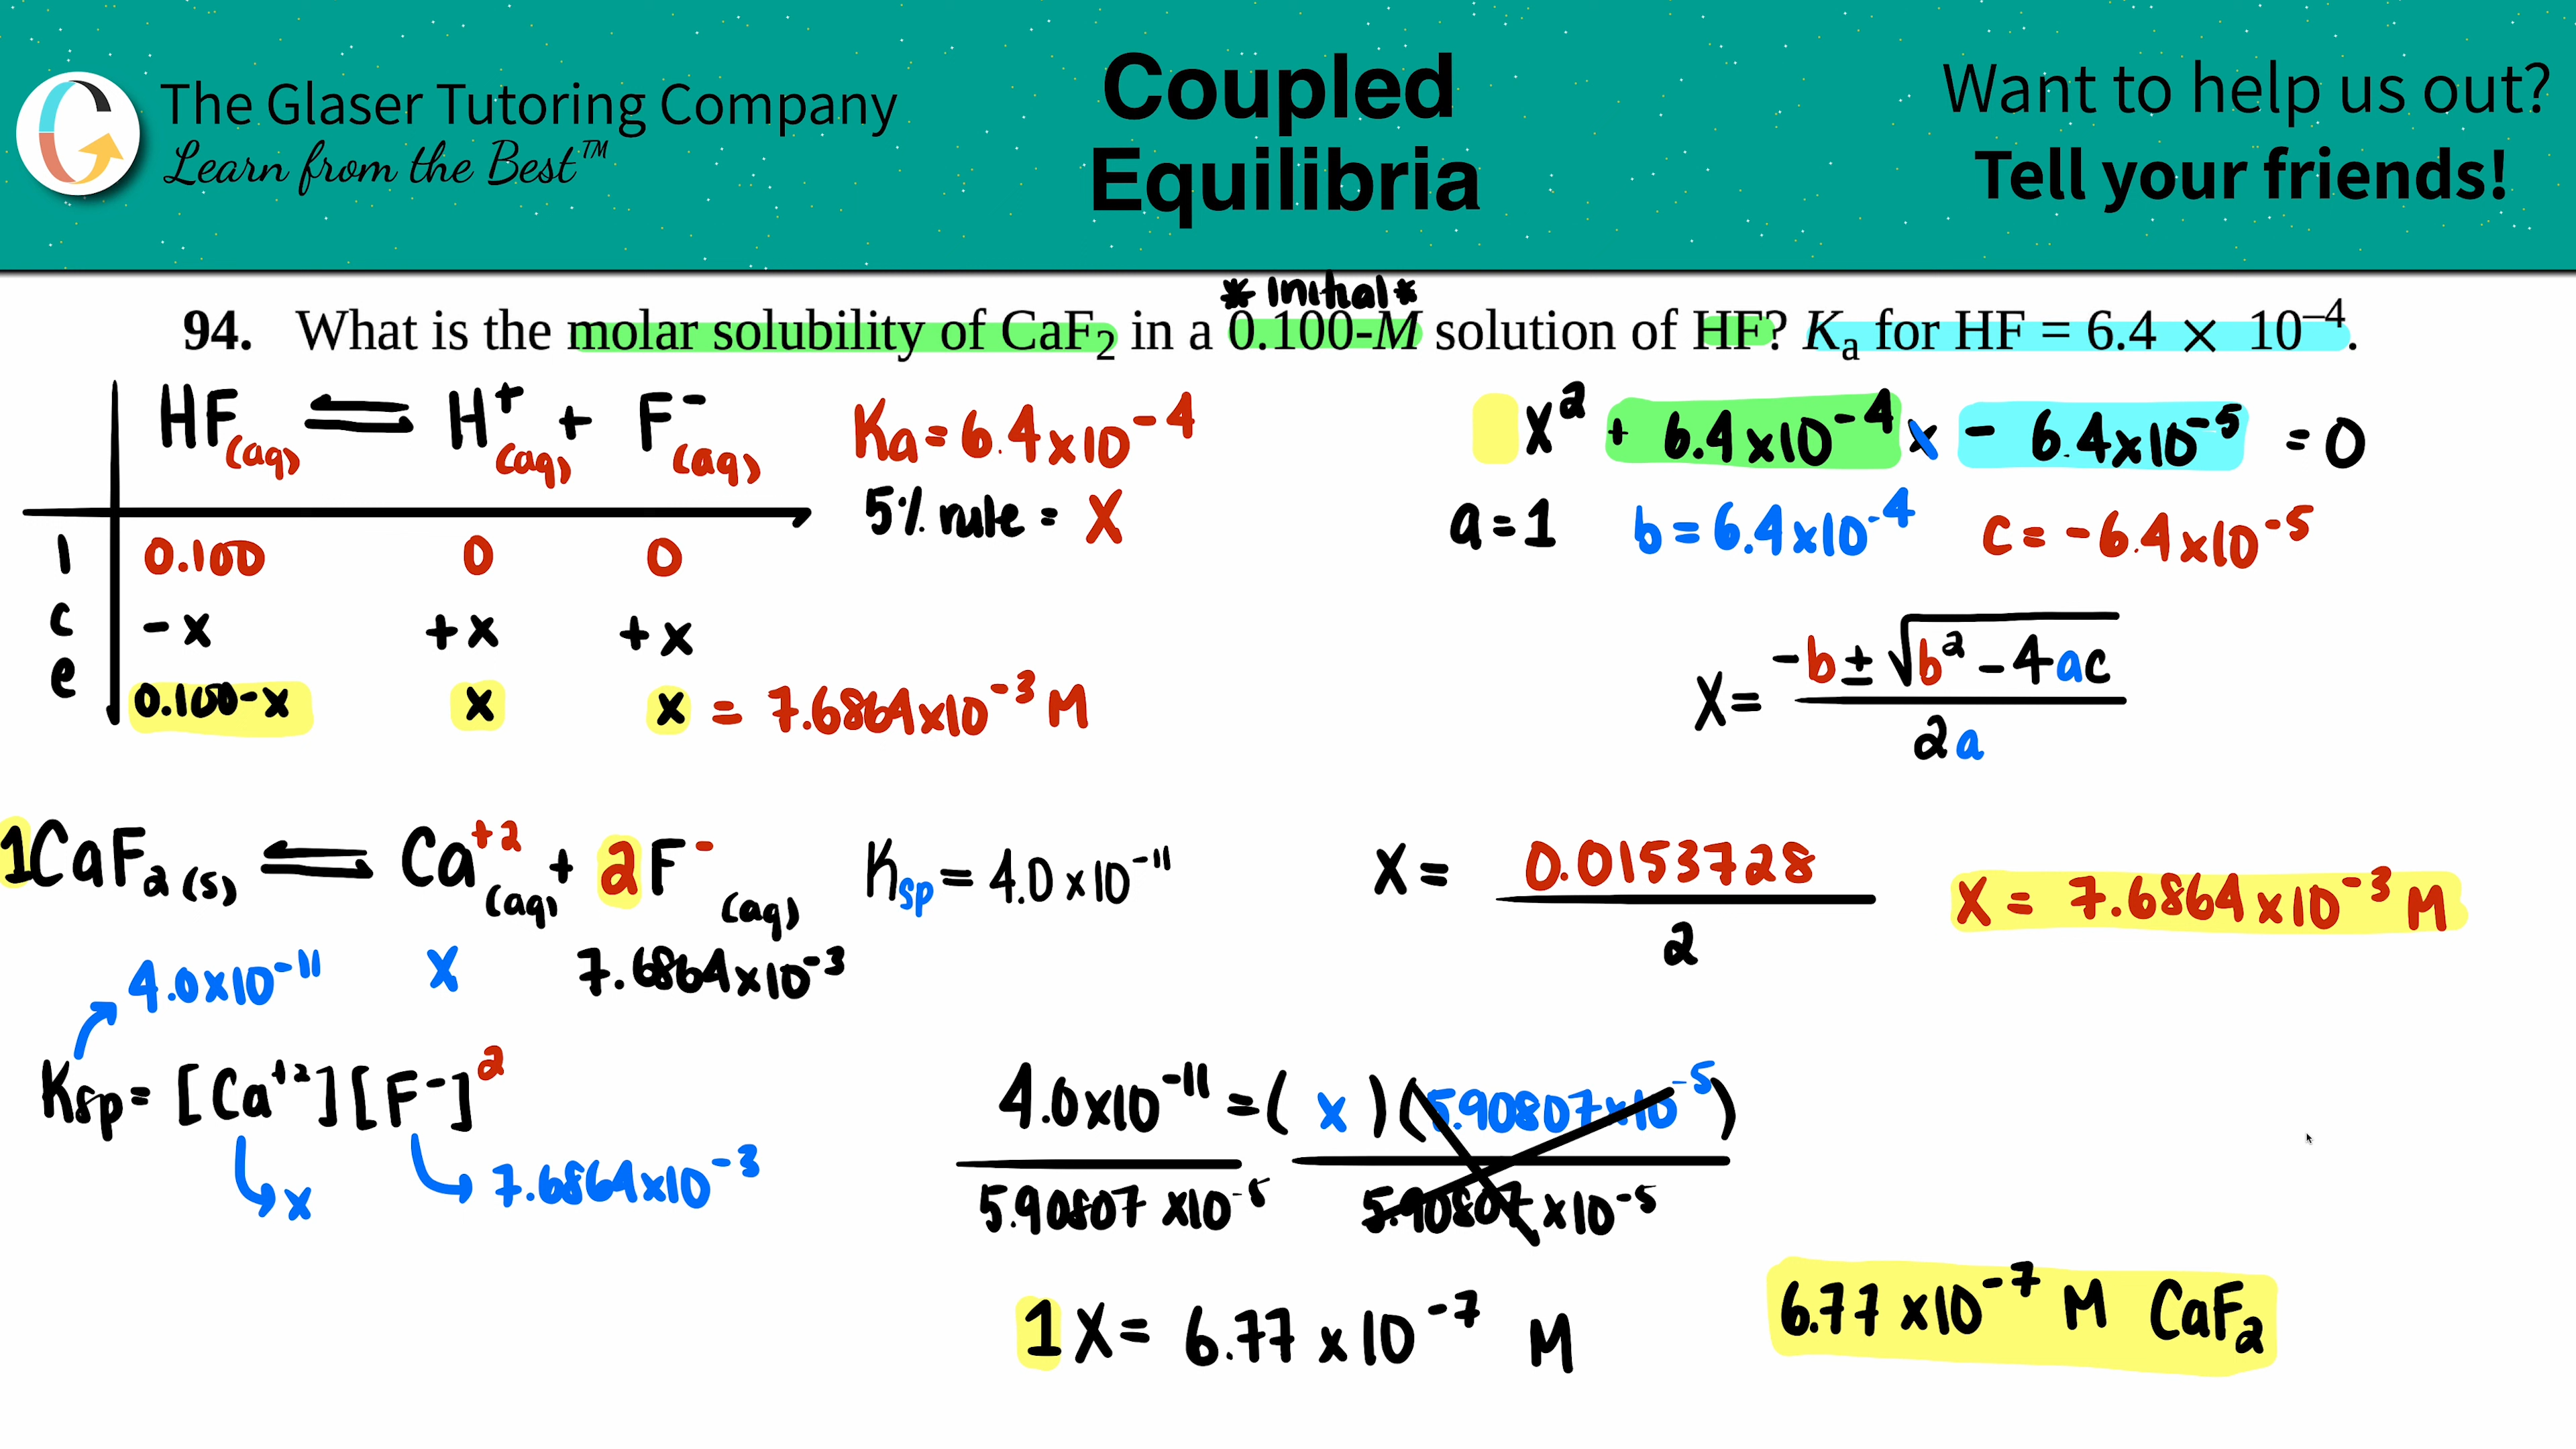 The Glaser Tutoring Company
Learn from the Best™
Coupled
Equilibria
Want to help us out?
Tell your friends!
* Initial *
94. What is the molar solubility of CaF₂ in a 0.100-M solution of HF? Kₐ for HF = 6.4 × 10⁻⁴.
HF(aq) ⇌ H⁺(aq) + F⁻(aq)
Ka = 6.4x10⁻⁴
5% rule = X
I 0.100 0 0
C -x +x +x
e 0.100-x x x = 7.6864x10⁻³ M
X² + 6.4x10⁻⁴x - 6.4x10⁻⁵ = 0
a=1 b=6.4x10⁻⁴ c=-6.4x10⁻⁵
X= -b±√b²-4ac
2a
1CaF₂(s) ⇌ Ca⁺²(aq) + 2F⁻(aq) Ksp = 4.0x10⁻¹¹
4.0x10⁻¹¹ x 7.6864x10⁻³
X= 0.0153728
2
X= 7.6864x10⁻³ M
Ksp= [Ca⁺²][F⁻]²
x 7.6864x10⁻³
4.0x10⁻¹¹ =( x )(5.90807x10⁻⁵)
5.90807 x10⁻⁵ 5.90807x10⁻⁵
1X= 6.77 x10⁻⁷ M
6.77 x10⁻⁷ M CaF₂